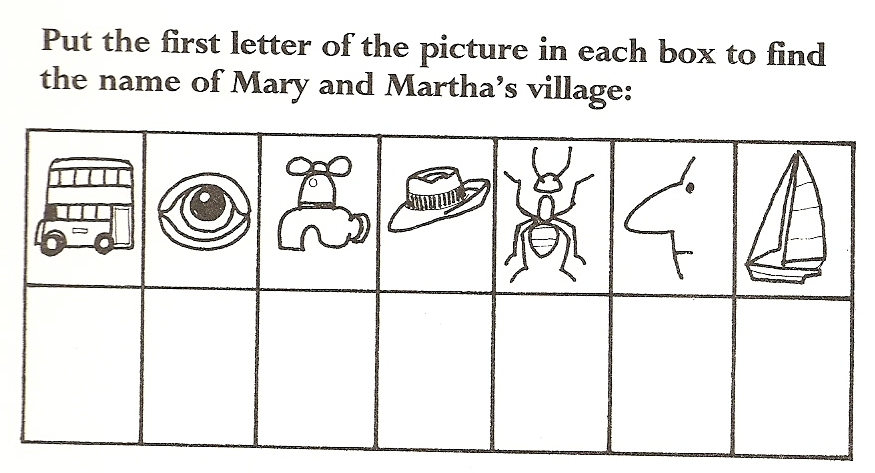 Put the first letter of the picture in each box to find
the name of Mary and Martha's village: